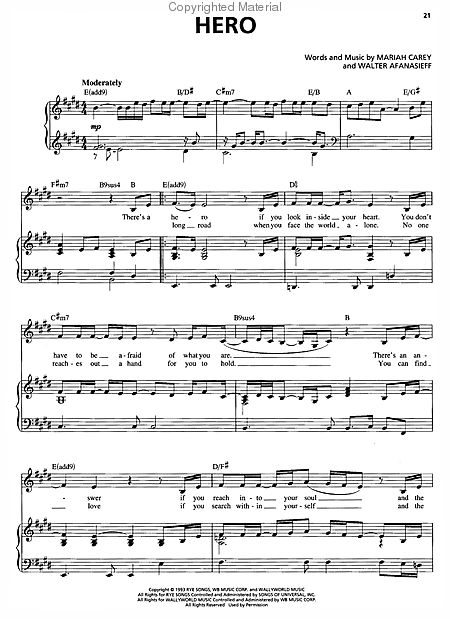 Copyrighted Material
HERO
21
Words and Music by MARIAH CAREY
and WALTER AFANASIEFF
Moderately
E(add9) B/D# C#m7 E/B A E/G#
mp
F#m7 B9sus4 B E(add9) D6
There's a he - ro if you look in - side your heart. You don't
long road when you face the world a - lone. No one
C#m7 B9sus4 B
have to be a - fraid of what you are. There's an an -
reach - es out a hand for you to hold. You can find
E(add9) D/F#
swer if you reach in - to your soul and the
love if you search with - in your - self and the
Copyright © 1993 RYE SONGS, WB MUSIC CORP. and WALLYWORLD MUSIC
All Rights for RYE SONGS Controlled and Administered by SONGS OF UNIVERSAL, INC.
All Rights for WALLYWORLD MUSIC Controlled and Administered by WB MUSIC CORP.
All Rights Reserved Used by Permission